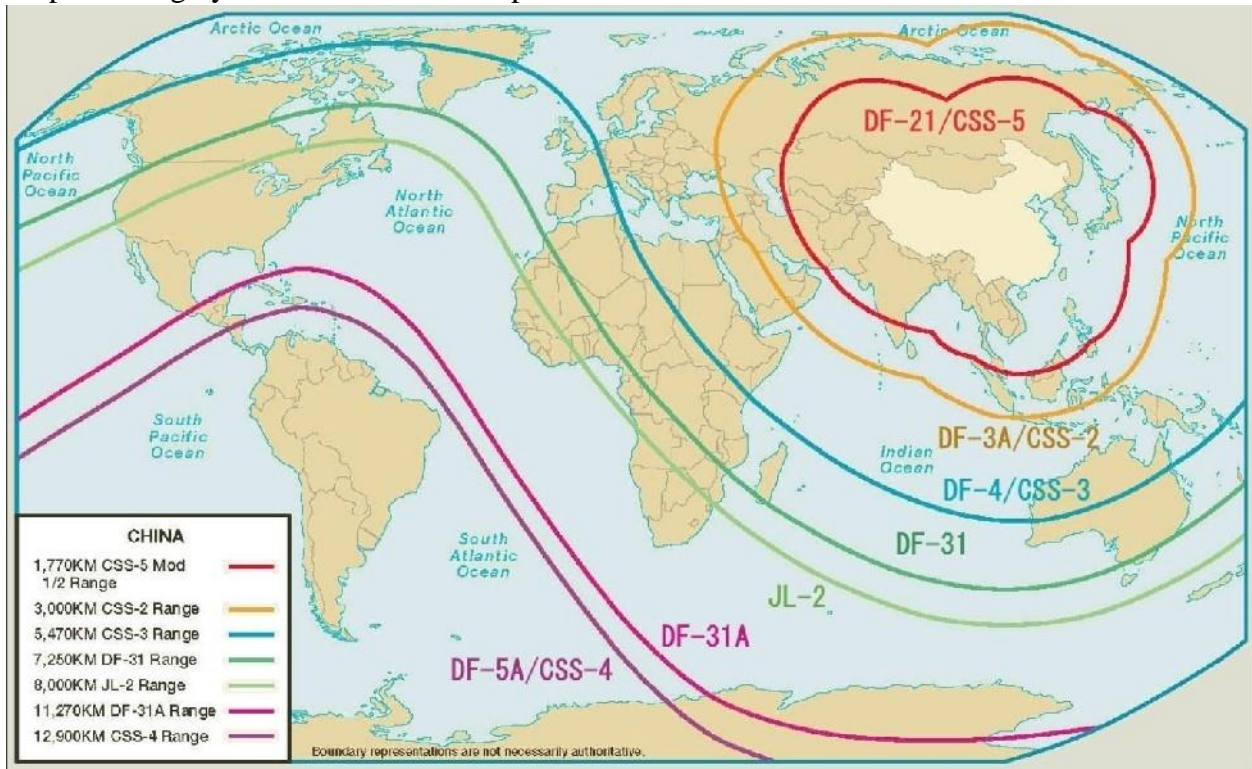 Arctic Ocean
Arctic Ocean
DF-21/CSS-5
North
Pacific
Ocean
North
Atlantic
Ocean
North
Pacific
Ocean
South
Pacific
Ocean
DF-3A/CSS-2
Indian
Ocean
DF-4/CSS-3
DF-31
South
Atlantic
Ocean
JL-2
DF-31A
DF-5A/CSS-4
CHINA
1,770KM CSS-5 Mod
1/2 Range
3,000KM CSS-2 Range
5,470KM CSS-3 Range
7,250KM DF-31 Range
8,000KM JL-2 Range
11,270KM DF-31A Range
12,900KM CSS-4 Range
Boundary representations are not necessarily authoritative.